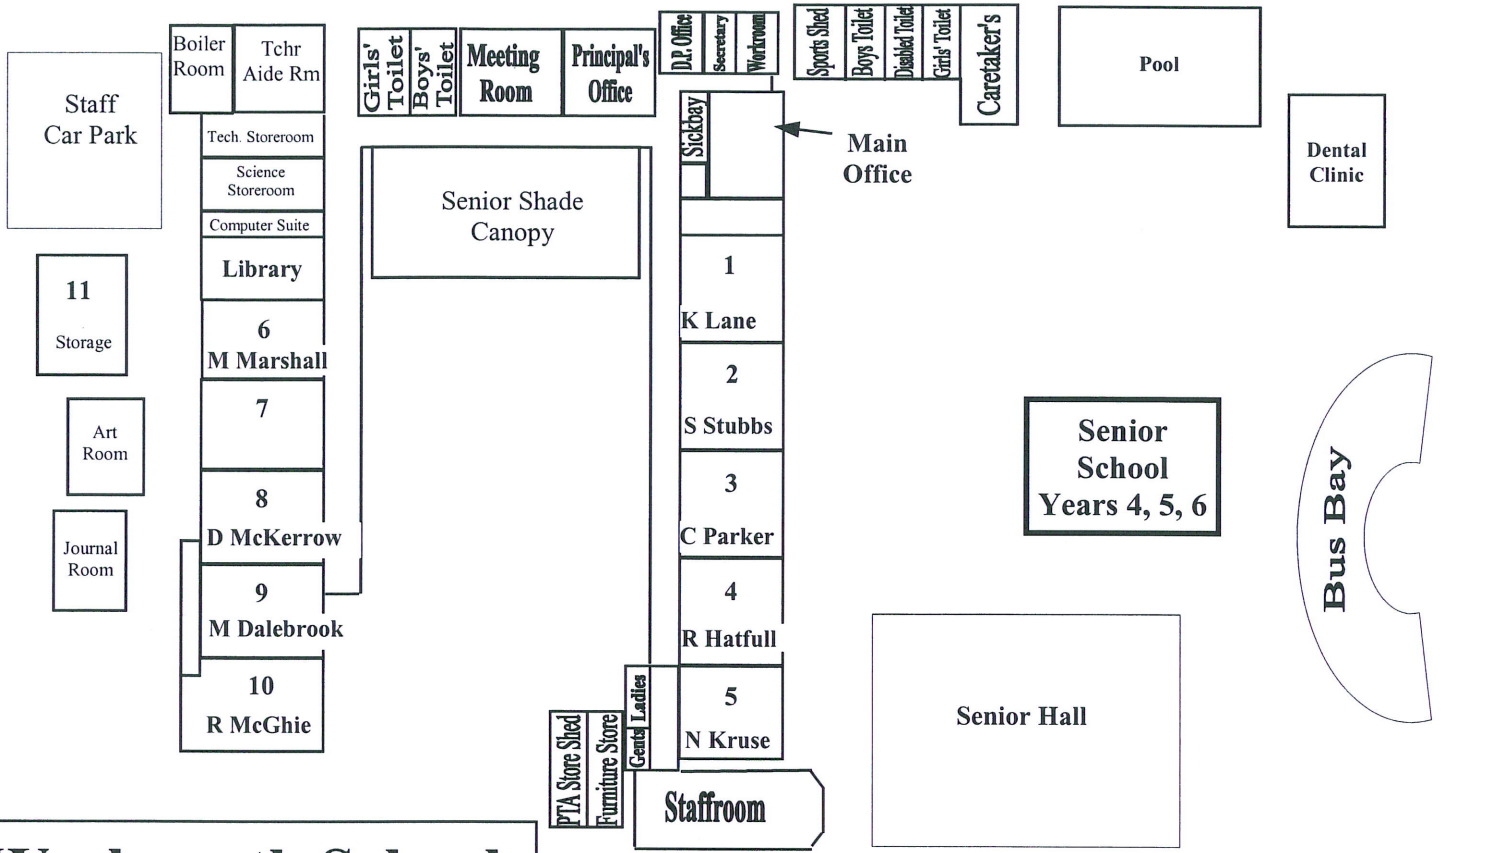 Boiler
Room
Tchr
Aide Rm
Girls'
Toilet
Boys'
Toilet
Meeting
Room
Principal's
Office
D.P. Office
Secretary
Workroom
Sports Shed
Boys Toilet
Disabled Toilet
Girls' Toilet
Caretaker's
Pool
Staff
Car Park
Tech. Storeroom
Science
Storeroom
Computer Suite
Library
Senior Shade
Canopy
Sickbay
Main
Office
Dental
Clinic
11
Storage
6
M Marshall
7
Art
Room
8
D McKerrow
Journal
Room
9
M Dalebrook
10
R McGhie
1
K Lane
2
S Stubbs
3
C Parker
4
R Hatfull
5
N Kruse
Senior
School
Years 4, 5, 6
Bus Bay
Senior Hall
Ladies
Gents
PTA Store Shed
Furniture Store
Staffroom
School